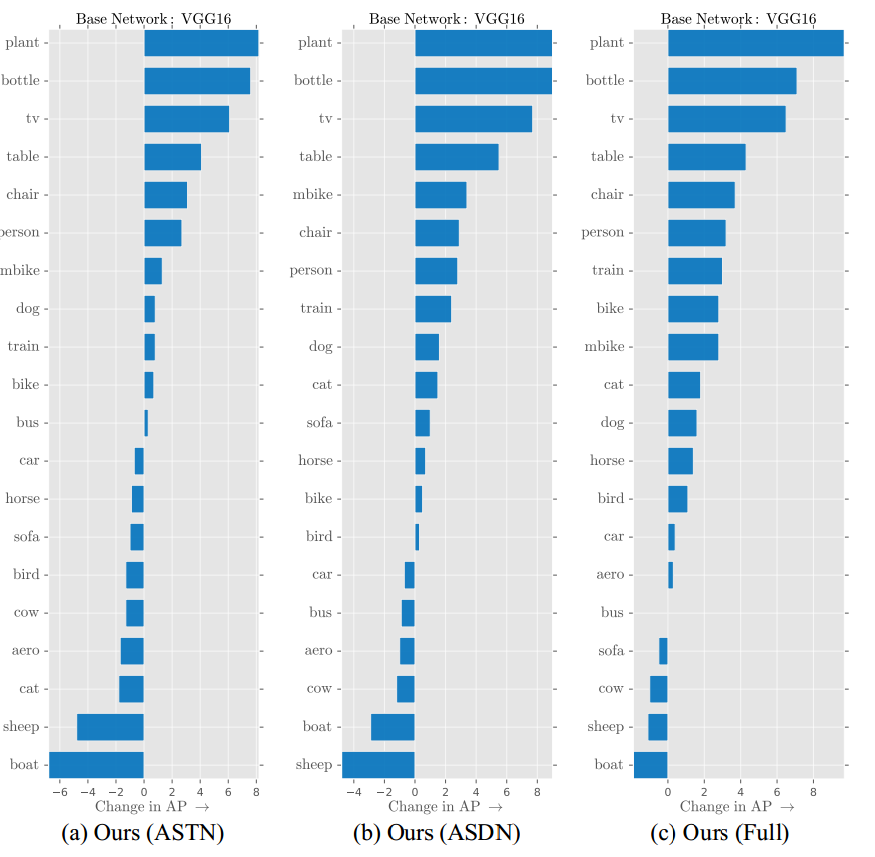 Base Network: VGG16
plant
bottle
tv
table
chair
person
mbike
dog
train
bike
bus
car
horse
sofa
bird
cow
aero
cat
sheep
boat
−6 −4 −2 0 2 4 6 8
Change in AP →
(a) Ours (ASTN)
Base Network: VGG16
plant
bottle
tv
table
mbike
chair
person
train
dog
cat
sofa
horse
bike
bird
car
bus
aero
cow
boat
sheep
−4 −2 0 2 4 6 8
Change in AP →
(b) Ours (ASDN)
Base Network: VGG16
plant
bottle
tv
table
chair
person
train
bike
mbike
cat
dog
horse
bird
car
aero
bus
sofa
cow
sheep
boat
0 2 4 6 8
Change in AP →
(c) Ours (Full)